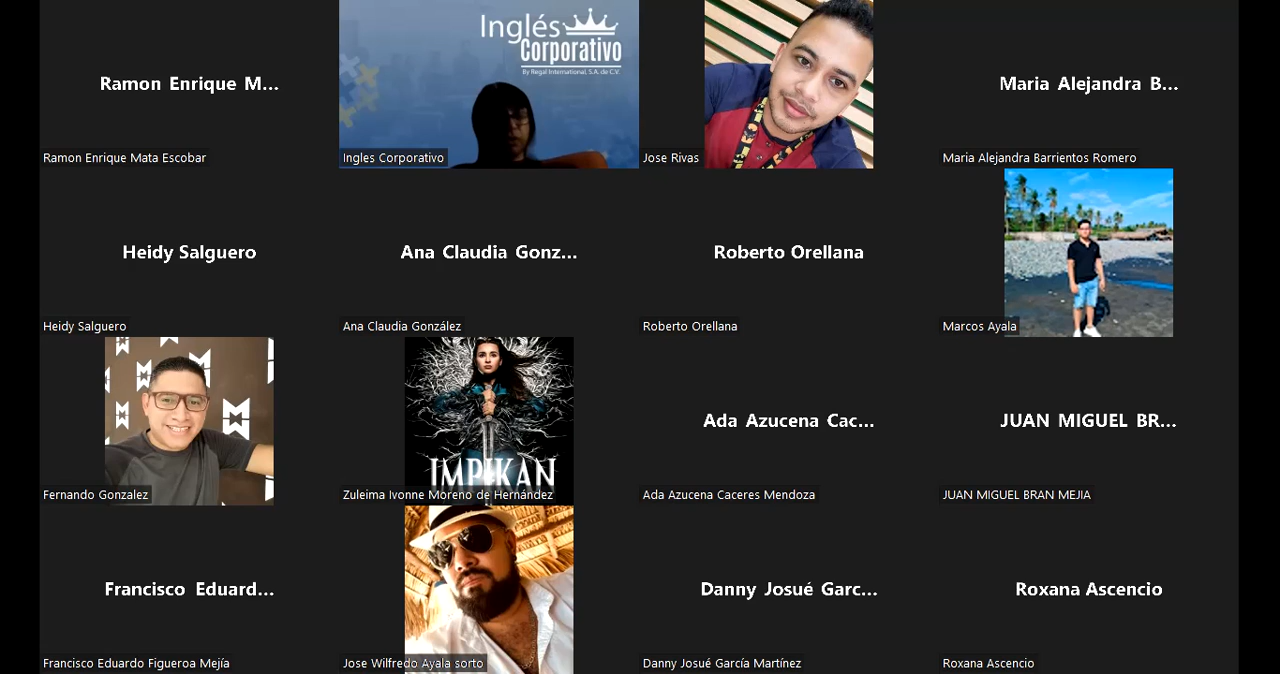 Ramon Enrique M...
Ramon Enrique Mata Escobar
Inglés
Corporativo
By Regal International, S.A. de C.V.
Ingles Corporativo
Jose Rivas
Maria Alejandra B...
Maria Alejandra Barrientos Romero
Heidy Salguero
Heidy Salguero
Ana Claudia Gonz...
Ana Claudia González
Roberto Orellana
Roberto Orellana
Marcos Ayala
Fernando Gonzalez
IMPIKAN
Zuleima Ivonne Moreno de Hernández
Ada Azucena Cac...
Ada Azucena Caceres Mendoza
JUAN MIGUEL BR...
JUAN MIGUEL BRAN MEJIA
Francisco Eduard...
Francisco Eduardo Figueroa Mejía
Jose Wilfredo Ayala sorto
Danny Josué Garc...
Danny Josué García Martínez
Roxana Ascencio
Roxana Ascencio